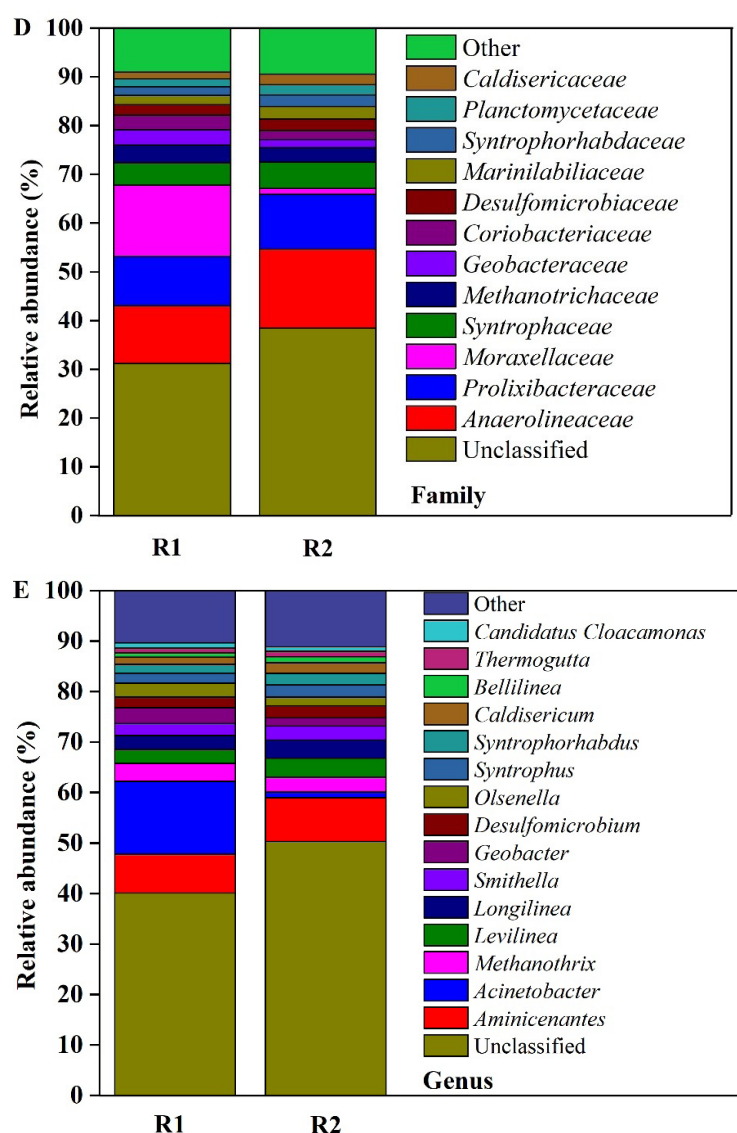 D
Relative abundance (%)
100
90
80
70
60
50
40
30
20
10
0
R1
R2
Other
Caldisericaceae
Planctomycetaceae
Syntrophorhabdaceae
Marinilabiliaceae
Desulfomicrobiaceae
Coriobacteriaceae
Geobacteraceae
Methanotrichaceae
Syntrophaceae
Moraxellaceae
Prolixibacteraceae
Anaerolineaceae
Unclassified
Family
E
Relative abundance (%)
100
90
80
70
60
50
40
30
20
10
0
R1
R2
Other
Candidatus Cloacamonas
Thermogutta
Bellilinea
Caldisericum
Syntrophorhabdus
Syntrophus
Olsenella
Desulfomicrobium
Geobacter
Smithella
Longilinea
Levilinea
Methanothrix
Acinetobacter
Aminicenantes
Unclassified
Genus